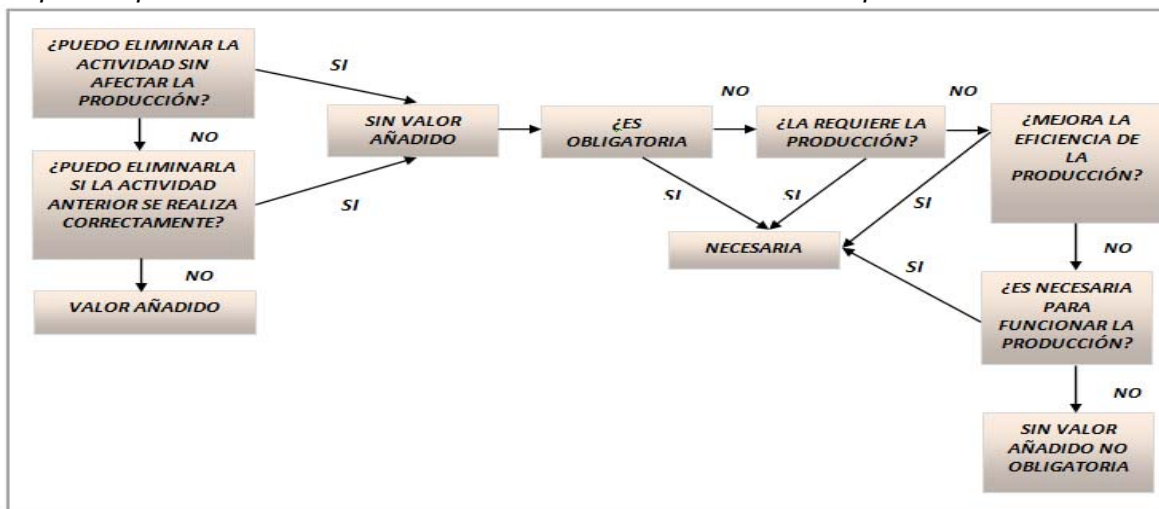 ¿PUEDO ELIMINAR LA
ACTIVIDAD SIN
AFECTAR LA
PRODUCCIÓN?
SI
NO
¿PUEDO ELIMINARLA
SI LA ACTIVIDAD
ANTERIOR SE REALIZA
CORRECTAMENTE?
SI
NO
VALOR AÑADIDO
SIN VALOR
AÑADIDO
¿ES
OBLIGATORIA
NO
SI
¿LA REQUIERE LA
PRODUCCIÓN?
NO
SI
¿MEJORA LA
EFICIENCIA DE
LA
PRODUCCIÓN?
SI
NO
NECESARIA
¿ES NECESARIA
PARA
FUNCIONAR LA
PRODUCCIÓN?
SI
NO
SIN VALOR
AÑADIDO NO
OBLIGATORIA